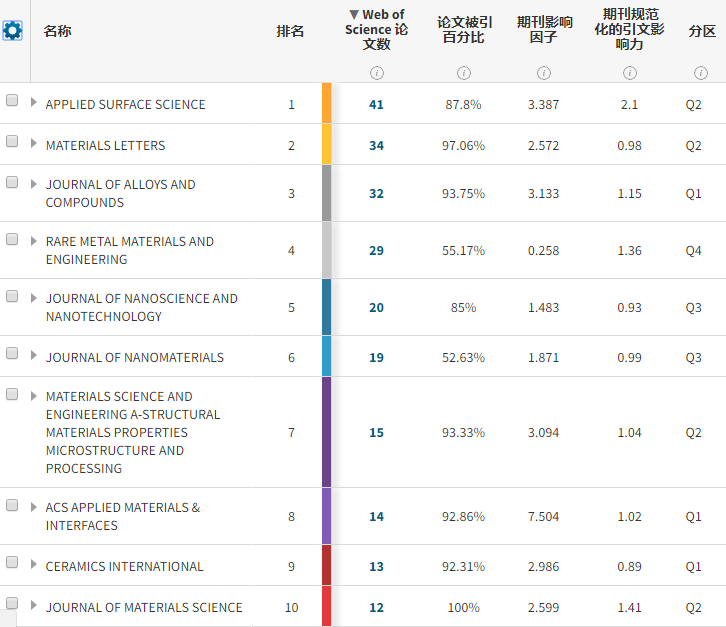 名称 排名 ▼ Web of Science 论文数 论文被引百分比 期刊影响因子 期刊规范化的引文影响力 分区
APPLIED SURFACE SCIENCE 1 41 87.8% 3.387 2.1 Q2
MATERIALS LETTERS 2 34 97.06% 2.572 0.98 Q2
JOURNAL OF ALLOYS AND
COMPOUNDS 3 32 93.75% 3.133 1.15 Q1
RARE METAL MATERIALS AND
ENGINEERING 4 29 55.17% 0.258 1.36 Q4
JOURNAL OF NANOSCIENCE AND
NANOTECHNOLOGY 5 20 85% 1.483 0.93 Q3
JOURNAL OF NANOMATERIALS 6 19 52.63% 1.871 0.99 Q3
MATERIALS SCIENCE AND
ENGINEERING A-STRUCTURAL
MATERIALS PROPERTIES 7 15 93.33% 3.094 1.04 Q2
MICROSTRUCTURE AND
PROCESSING
ACS APPLIED MATERIALS &
INTERFACES 8 14 92.86% 7.504 1.02 Q1
CERAMICS INTERNATIONAL 9 13 92.31% 2.986 0.89 Q1
JOURNAL OF MATERIALS SCIENCE 10 12 100% 2.599 1.41 Q2